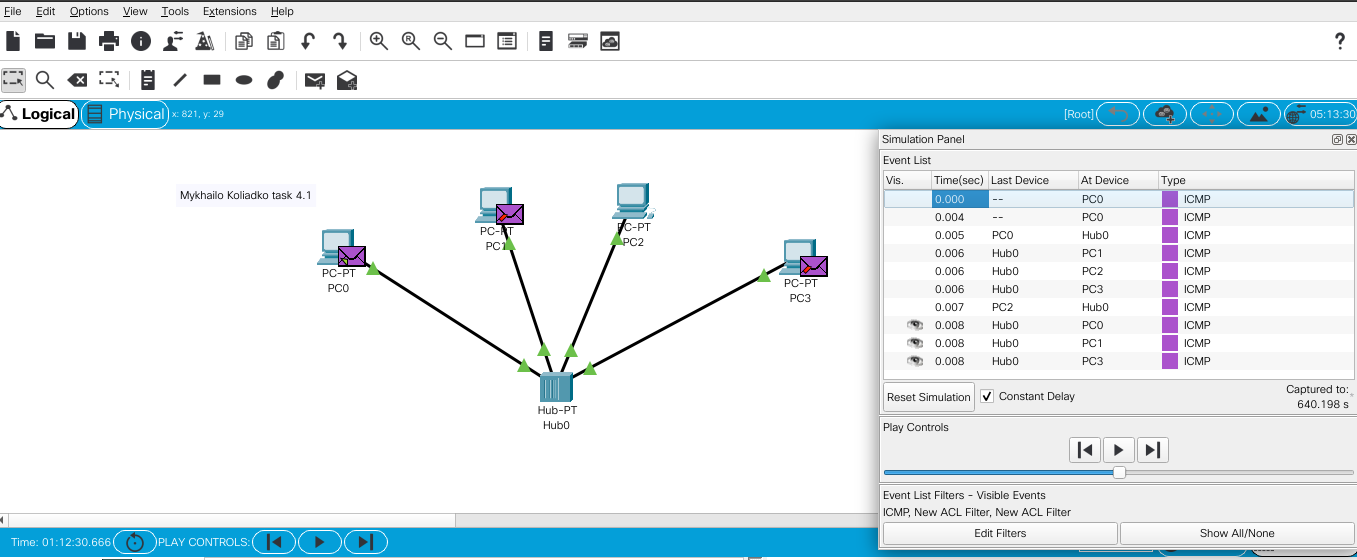 File Edit Options View Tools Extensions Help
?
Logical Physical x: 821, y: 29 [Root] 05:13:30
Simulation Panel
Event List
Vis. Time(sec) Last Device At Device Type
0.000 -- PC0 ICMP
0.004 -- PC0 ICMP
0.005 PC0 Hub0 ICMP
0.006 Hub0 PC1 ICMP
0.006 Hub0 PC2 ICMP
0.006 Hub0 PC3 ICMP
0.007 PC2 Hub0 ICMP
0.008 Hub0 PC0 ICMP
0.008 Hub0 PC1 ICMP
0.008 Hub0 PC3 ICMP
Reset Simulation Constant Delay Captured to:
640.198 s
Play Controls
Event List Filters - Visible Events
ICMP, New ACL Filter, New ACL Filter
Edit Filters Show All/None
Mykhailo Koliadko task 4.1
PC-PT
PC1
PC-PT
PC2
PC-PT
PC0
PC-PT
PC3
Hub-PT
Hub0
Time: 01:12:30.666 PLAY CONTROLS: